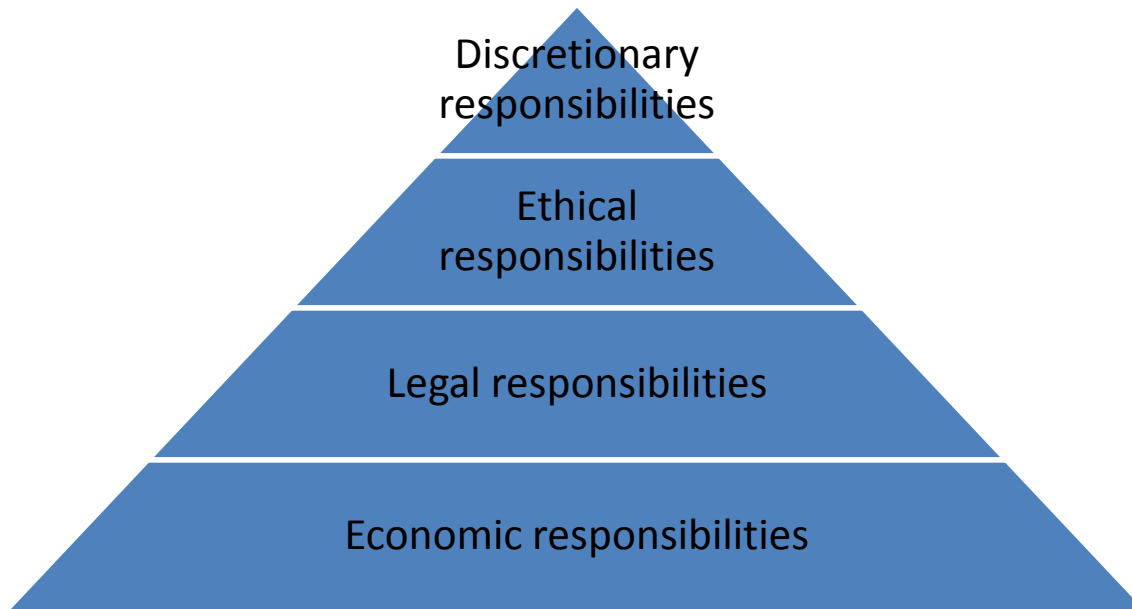 Discretionary
responsibilities
Ethical
responsibilities
Legal responsibilities
Economic responsibilities